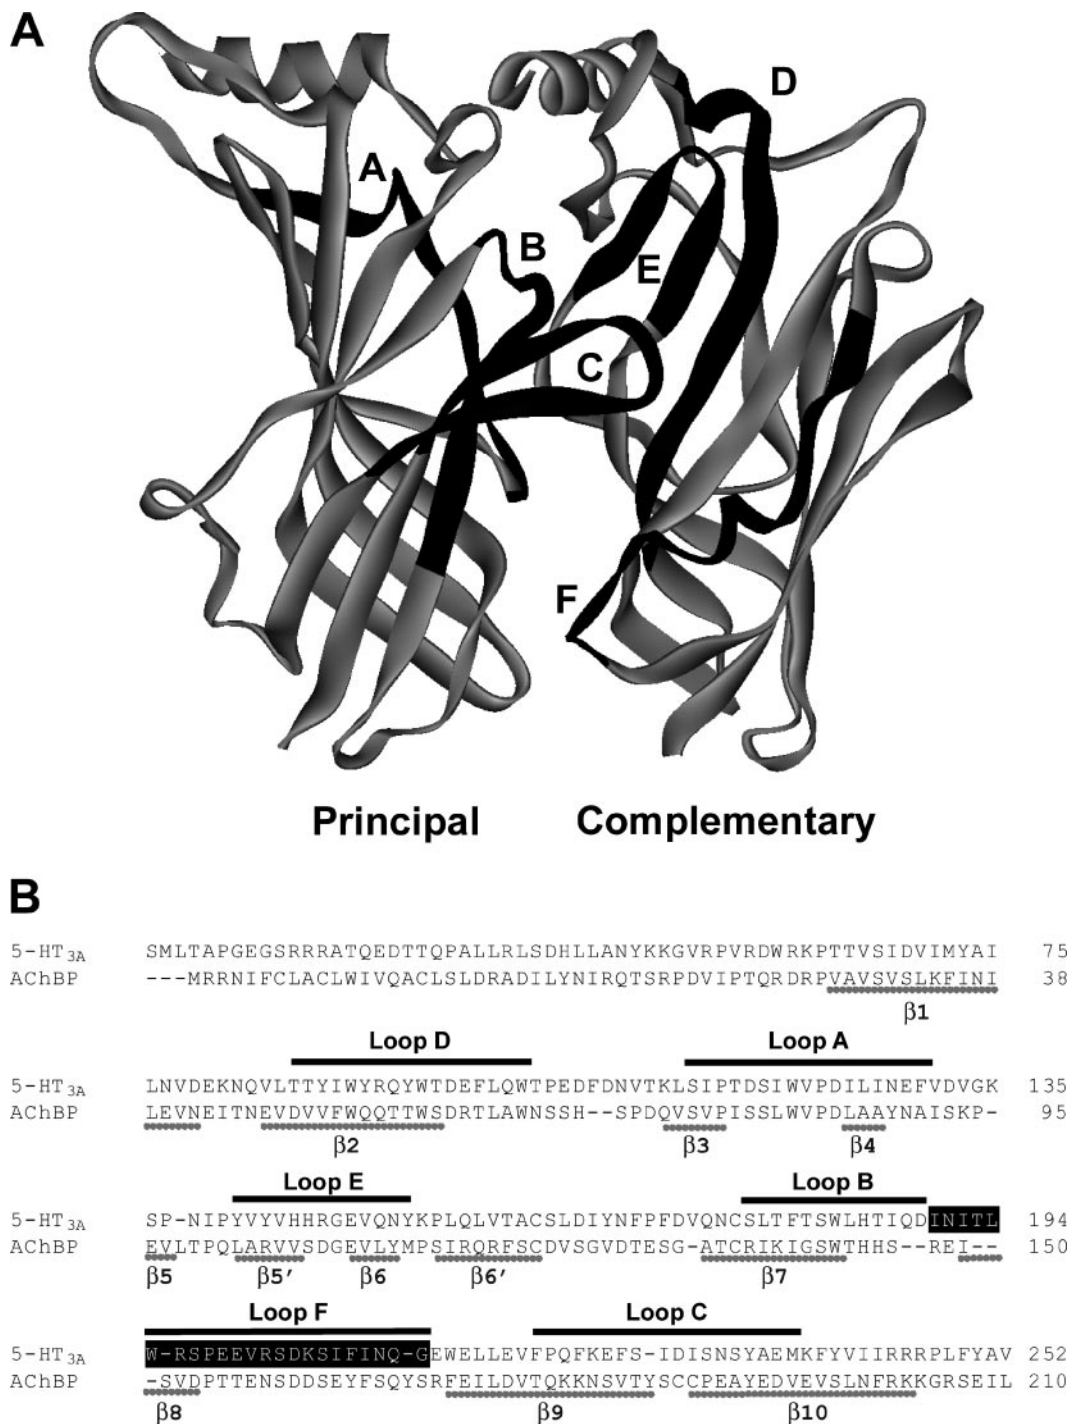 A
D
A
B
E
C
F
Principal Complementary
B
5-HT3A SMLTAPGEGSRRRATQEDTTQPALLRLSDHLLANYKKGVRPVRDWRKPTTVSIDVIMYAI 75
AChBP ---MRRNIFCLACLWIVQACLSLDRADILYNIRQTSRPDVIPTQRDRPVAVSVSLKFINI 38
β1
Loop D Loop A
5-HT3A LNVDEKNQVLTTYIWYRQYWTDEFLQWTPEDFDNVTKLSIPTDSIWVPDILINEFVDVGK 135
AChBP LEVNEITNEVDVVFWQQTTWSDRTLAWNSSH--SPDQVSVPISSLWVPDLAAYNAISKP- 95
β2 β3 β4
Loop E Loop B
5-HT3A SP-NIPYVYVHHRGEVQNYKPLQLVTACSLDIYNFPFDVQNCSLTFTSWLHTIQDINITL 194
AChBP EVLTPQLARVVSDGEVLYMPSIRQRFSCDVSGVDTESG-ATCRIKIGSWTHHS--REI-- 150
β5 β5′ β6 β6′ β7
Loop F Loop C
5-HT3A W-RSPEEVRSDKSIFINQ-GEWELLEVFPQFKEFS-IDISNSYAEMKFYVIIRRRPLFYAV 252
AChBP -SVDPTTENSDDSEYFSQYSRFEILDVTQKKNSVTYSCCPEAYEDVEVSLNFRKKGRSEIL 210
β8 β9 β10